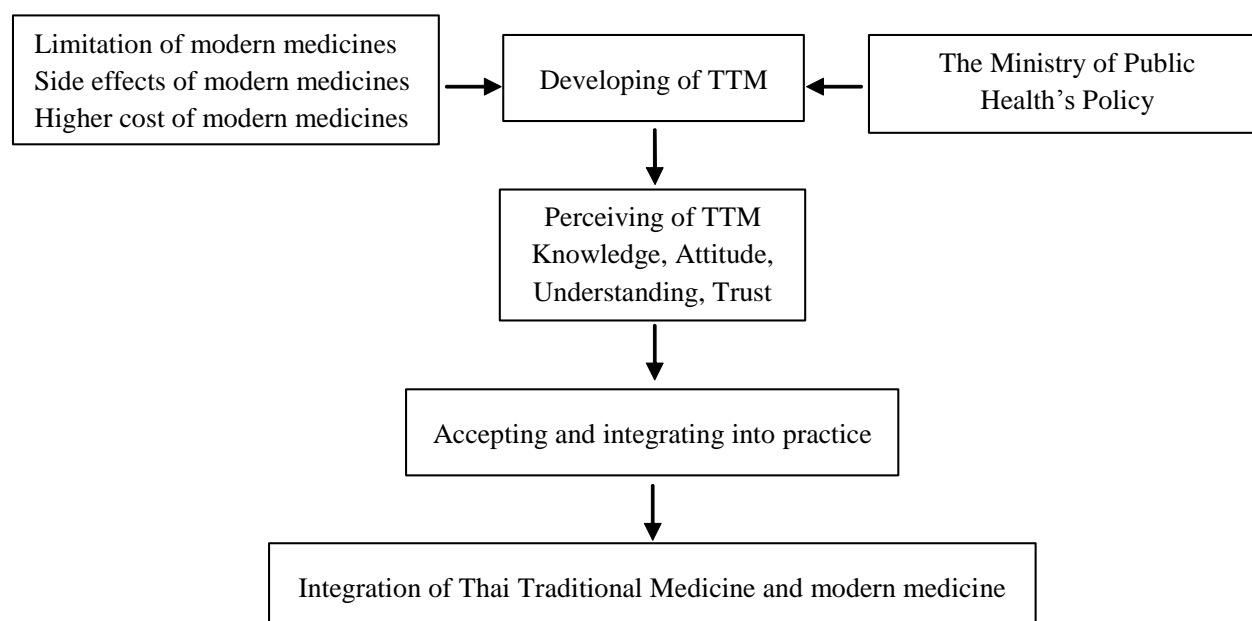 Limitation of modern medicines
Side effects of modern medicines
Higher cost of modern medicines
Developing of TTM
The Ministry of Public
Health’s Policy
Perceiving of TTM
Knowledge, Attitude,
Understanding, Trust
Accepting and integrating into practice
Integration of Thai Traditional Medicine and modern medicine